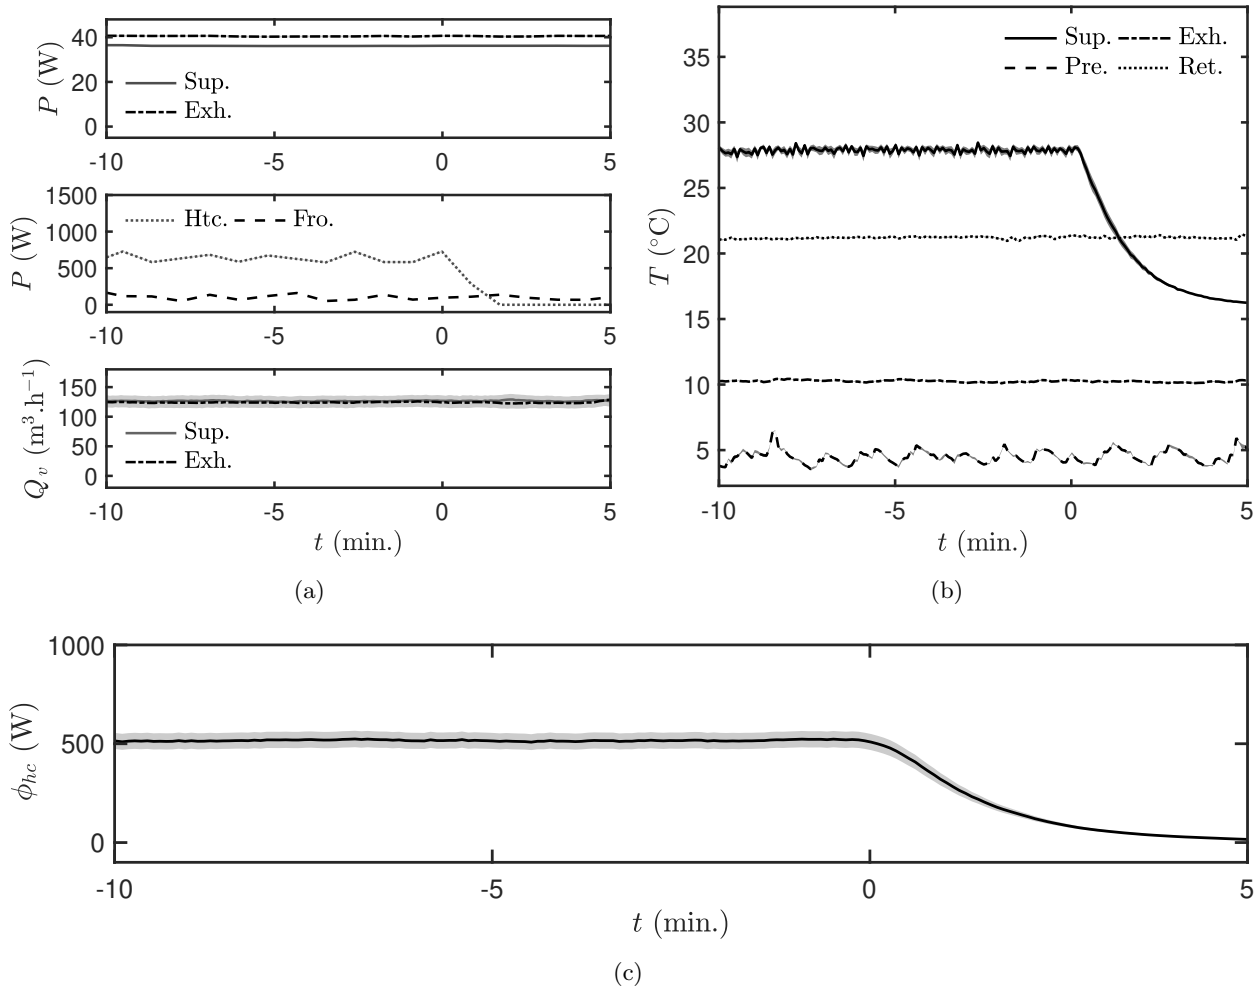 P (W)
40
20
0
Sup.
Exh.
-10 -5 0 5
P (W)
1500
1000
500
0
Htc. Fro.
-10 -5 0 5
Q_v (m³.h⁻¹)
150
100
50
0
Sup.
Exh.
-10 -5 0 5
t (min.)
(a)
T (°C)
35
30
25
20
15
10
5
Sup. Exh.
Pre. Ret.
-10 -5 0 5
t (min.)
(b)
ϕ_hc (W)
1000
500
0
-10 -5 0 5
t (min.)
(c)